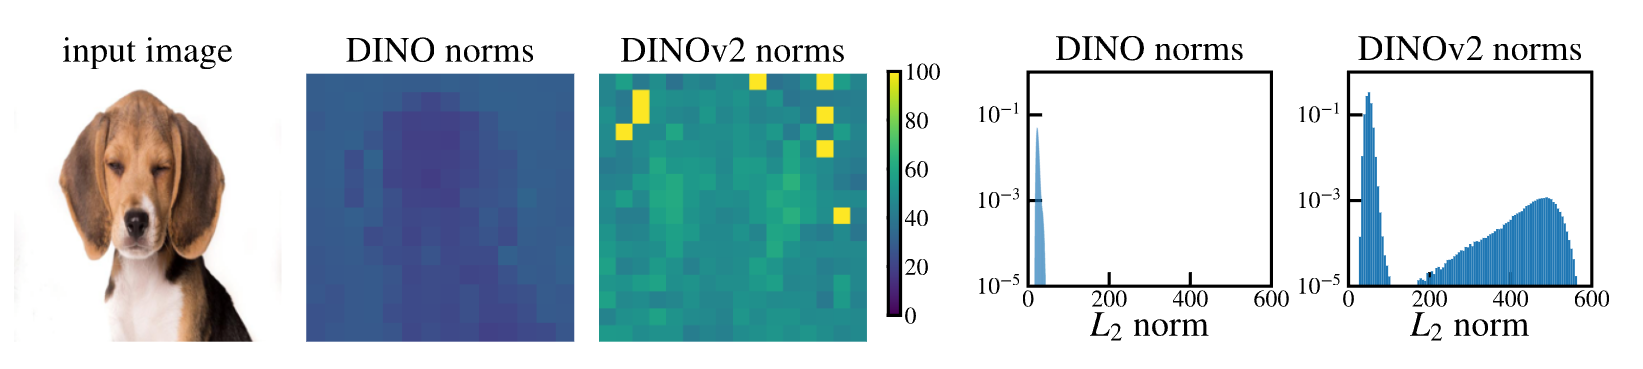 input image
DINO norms
DINOv2 norms
100
80
60
40
20
0
DINO norms
10⁻¹
10⁻³
10⁻⁵
0 200 400 600
L₂ norm
DINOv2 norms
10⁻¹
10⁻³
10⁻⁵
0 200 400 600
L₂ norm